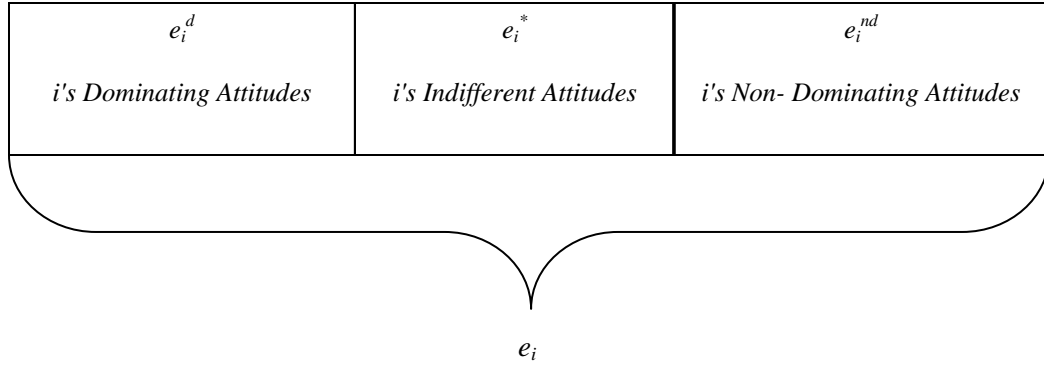 e_i^d e_i^* e_i^nd
i's Dominating Attitudes i's Indifferent Attitudes i's Non- Dominating Attitudes
e_i